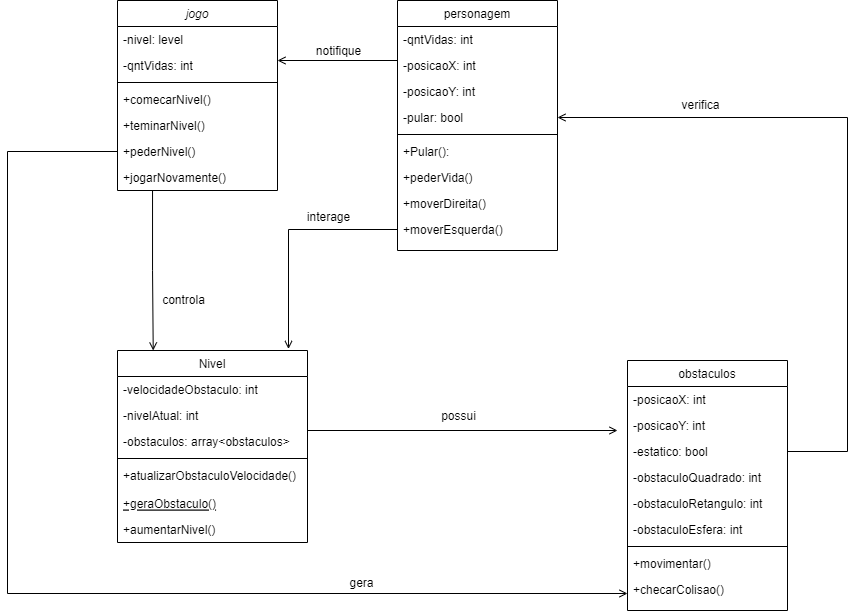 jogo
-nivel: level
-qntVidas: int
+comecarNivel()
+teminarNivel()
+pederNivel()
+jogarNovamente()
notifique
personagem
-qntVidas: int
-posicaoX: int
-posicaoY: int
-pular: bool
+Pular():
+pederVida()
+moverDireita()
+moverEsquerda()
verifica
interage
controla
Nivel
-velocidadeObstaculo: int
-nivelAtual: int
-obstaculos: array<obstaculos>
+atualizarObstaculoVelocidade()
+geraObstaculo()
+aumentarNivel()
possui
obstaculos
-posicaoX: int
-posicaoY: int
-estatico: bool
-obstaculoQuadrado: int
-obstaculoRetangulo: int
-obstaculoEsfera: int
+movimentar()
+checarColisao()
gera